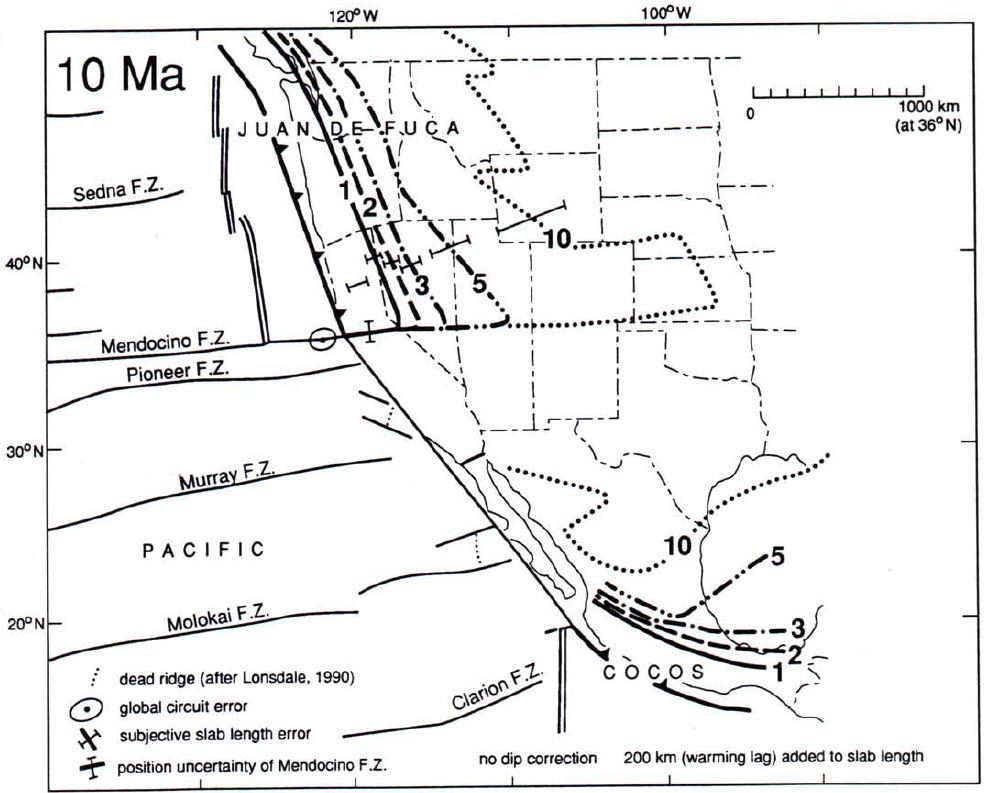 120°W 100°W
10 Ma
0 1000 km
(at 36°N)
JUAN DE FUCA
Sedna F.Z.
1
2
10
40°N
3 5
Mendocino F.Z.
Pioneer F.Z.
30°N
Murray F.Z.
10
PACIFIC
5
20°N
Molokai F.Z.
3
2
1
COCOS
dead ridge (after Lonsdale, 1990)
Clarion F.Z.
global circuit error
subjective slab length error
position uncertainty of Mendocino F.Z.
no dip correction 200 km (warming lag) added to slab length